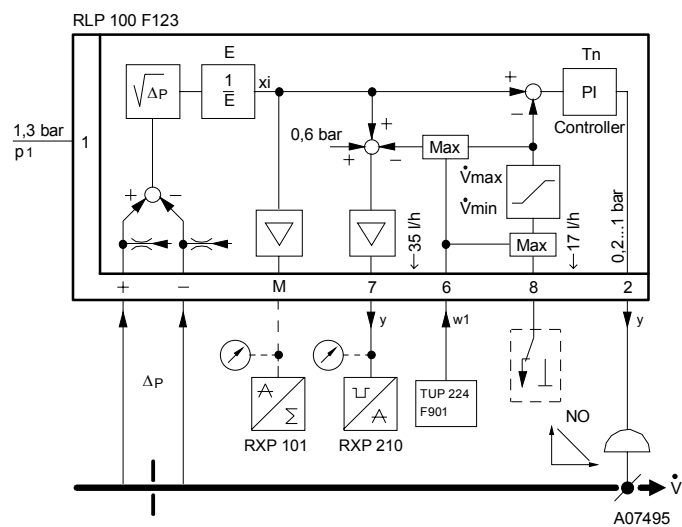 RLP 100 F123
E
Tn
√ΔP
1
E
xi
+
+
−
PI
Controller
1,3 bar
p1
1
0,6 bar
+
−
Max
+
−
V̇max
V̇min
Max
35 l/h
17 l/h
0,2...1 bar
+
−
M
7
6
8
2
y
w1
y
ΔP
A
Σ
A
TUP 224
F901
RXP 101
RXP 210
NO
V̇
A07495